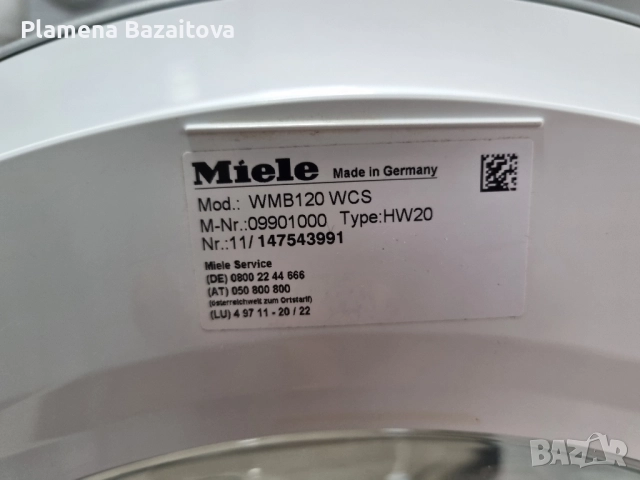 Plamena Bazaitova
Miele Made in Germany
Mod.: WMB120 WCS
M-Nr.:09901000 Type:HW20
Nr.:11/ 147543991
Miele Service
(DE) 0800 22 44 666
(AT) 050 800 800
(österreichweit zum Ortstarif)
(LU) 4 97 11 - 20 / 22
BAZAR